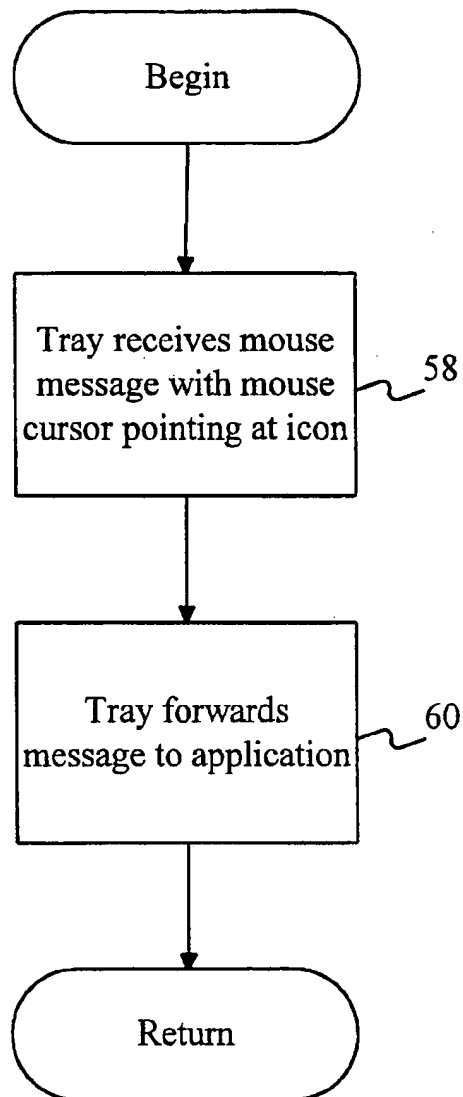 Begin
Tray receives mouse
message with mouse
cursor pointing at icon
58
Tray forwards
message to application
60
Return